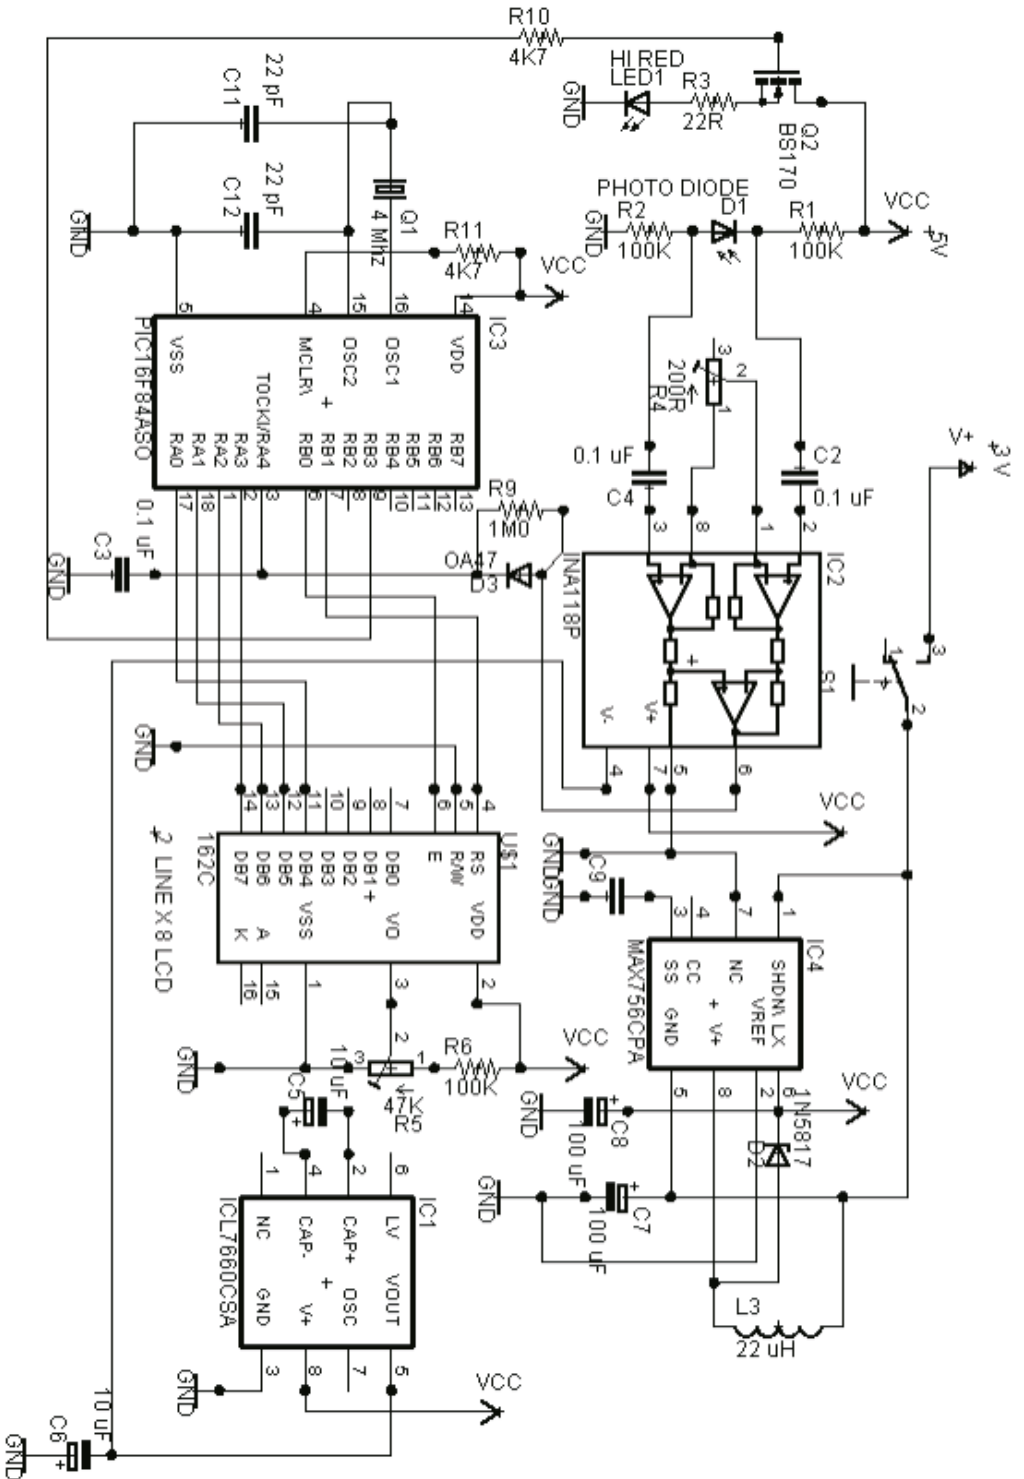 R10
4K7
HI RED
LED1
R3
22R
GND
Q2
BS170
22 pF
C11
22 pF
C12
GND
Q1
4 Mhz
R11
4K7
VCC
PHOTO DIODE
R2
100K
D1
R1
100K
GND
VCC
+5V
IC3
PIC16F84ASO
5
4
15
16
14
VSS
MCLR\
OSC2
OSC1
VDD
+
TOCKI/RA4
RA0
RA1
RA2
RA3
RB0
RB1
RB2
RB3
RB4
RB5
RB6
RB7
17
18
1
2
3
6
7
8
9
10
11
12
13
3
2
1
200R
R4
0.1 uF
C4
C2
0.1 uF
V+
+3V
R9
1M0
OA47
D3
0.1 uF
C3
GND
3
8
1
2
IC2
INA118P
+
V-
V+
4
7
5
6
S1
1
3
2
GND
VCC
14
13
12
11
10
9
8
7
6
5
4
US1
162C
2 LINE X 8 LCD
DB7
DB6
DB5
DB4
DB3
DB2
DB1
DB0
E
R/W
RS
+
K
A
VSS
VO
VDD
16
15
1
3
2
GND
GND
C9
3
4
7
1
IC4
MAX756CPA
SS
CC
NC
SHDN\
GND
V+
VREF
LX
+
5
8
2
6
VCC
1N5817
D2
GND
3
2
1
47K
R5
R6
100K
VCC
10 uF
C5
GND
C8
100 uF
GND
C7
100 uF
L3
22 uH
1
4
2
6
IC1
ICL7660CSA
NC
CAP-
CAP+
LV
GND
V+
OSC
VOUT
+
3
8
7
5
GND
VCC
10 uF
C6
GND